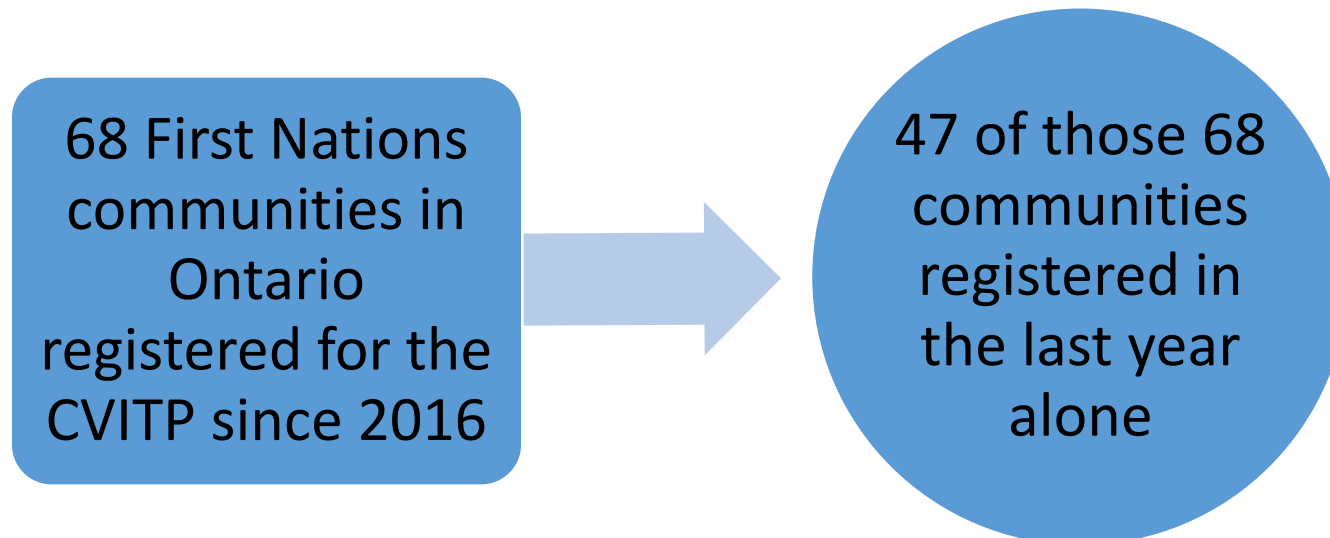 68 First Nations
communities in
Ontario
registered for the
CVITP since 2016
47 of those 68
communities
registered in
the last year
alone